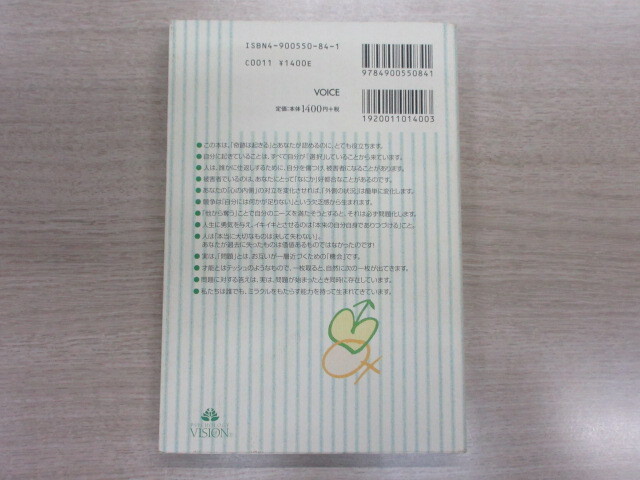 ISBN4-900550-84-1
C0011 ¥1400E
VOICE
定価:本体1400円+税
9784900550841
1920011014003
● この本は、「奇跡は起きる」とあなたが認めるのに、とても役立ちます。
● 自分に起きていることは、すべて自分が「選択」していることから来ています。
● 人は、誰かに仕返しするために、自分を傷つけ、被害者になることがあります。
● 被害者でいるのは、あなたにとって「なにか」好都合なことがあるのです。
● あなたの「心の内側」の対立を変化させれば、「外側の状況」は簡単に変化します。
● 競争は「自分には何かが足りない」という欠乏感から生まれます。
● 「他から奪う」ことで自分のニーズを満たそうとすると、それは必ず問題化します。
● 人生に勇気を与え、イキイキとさせるのは「本来の自分自身でありつづける」こと。
● 人は「本当に大切なものは決して失わない」。
あなたが過去に失ったものは価値あるものではなかったのです!
● 実は、「問題」とは、お互いが一層近づくための「機会」です。
● 才能とはティッシュのようなもので、一枚取ると、自然に次の一枚が出てきます。
● 問題に対する答えは、実は、問題が始まったとき同時に存在しています。
● 私たちは誰でも、ミラクルをもたらす能力を持って生まれてきています。
PSYCHOLOGY
VISION